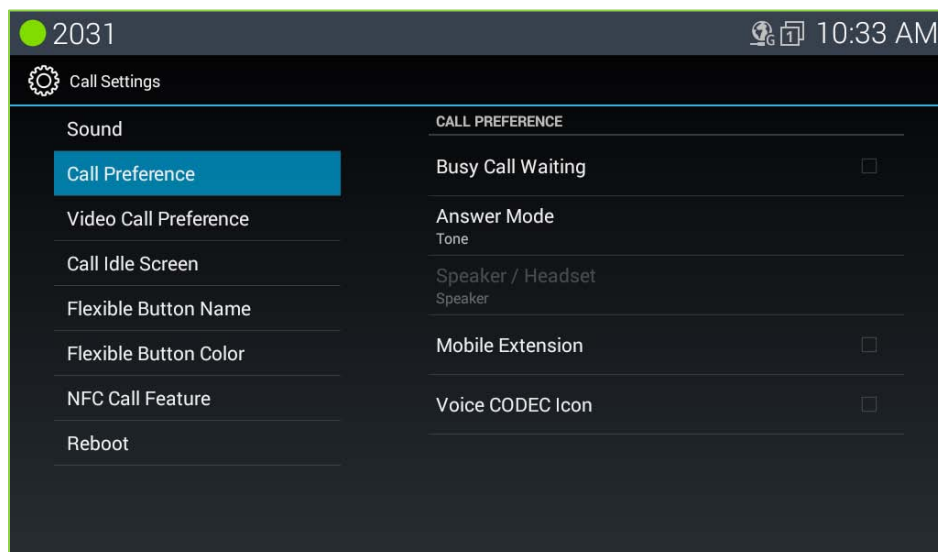 2031
G 1 10:33 AM
Call Settings
Sound
Call Preference
Video Call Preference
Call Idle Screen
Flexible Button Name
Flexible Button Color
NFC Call Feature
Reboot
CALL PREFERENCE
Busy Call Waiting
Answer Mode
Tone
Speaker / Headset
Speaker
Mobile Extension
Voice CODEC Icon